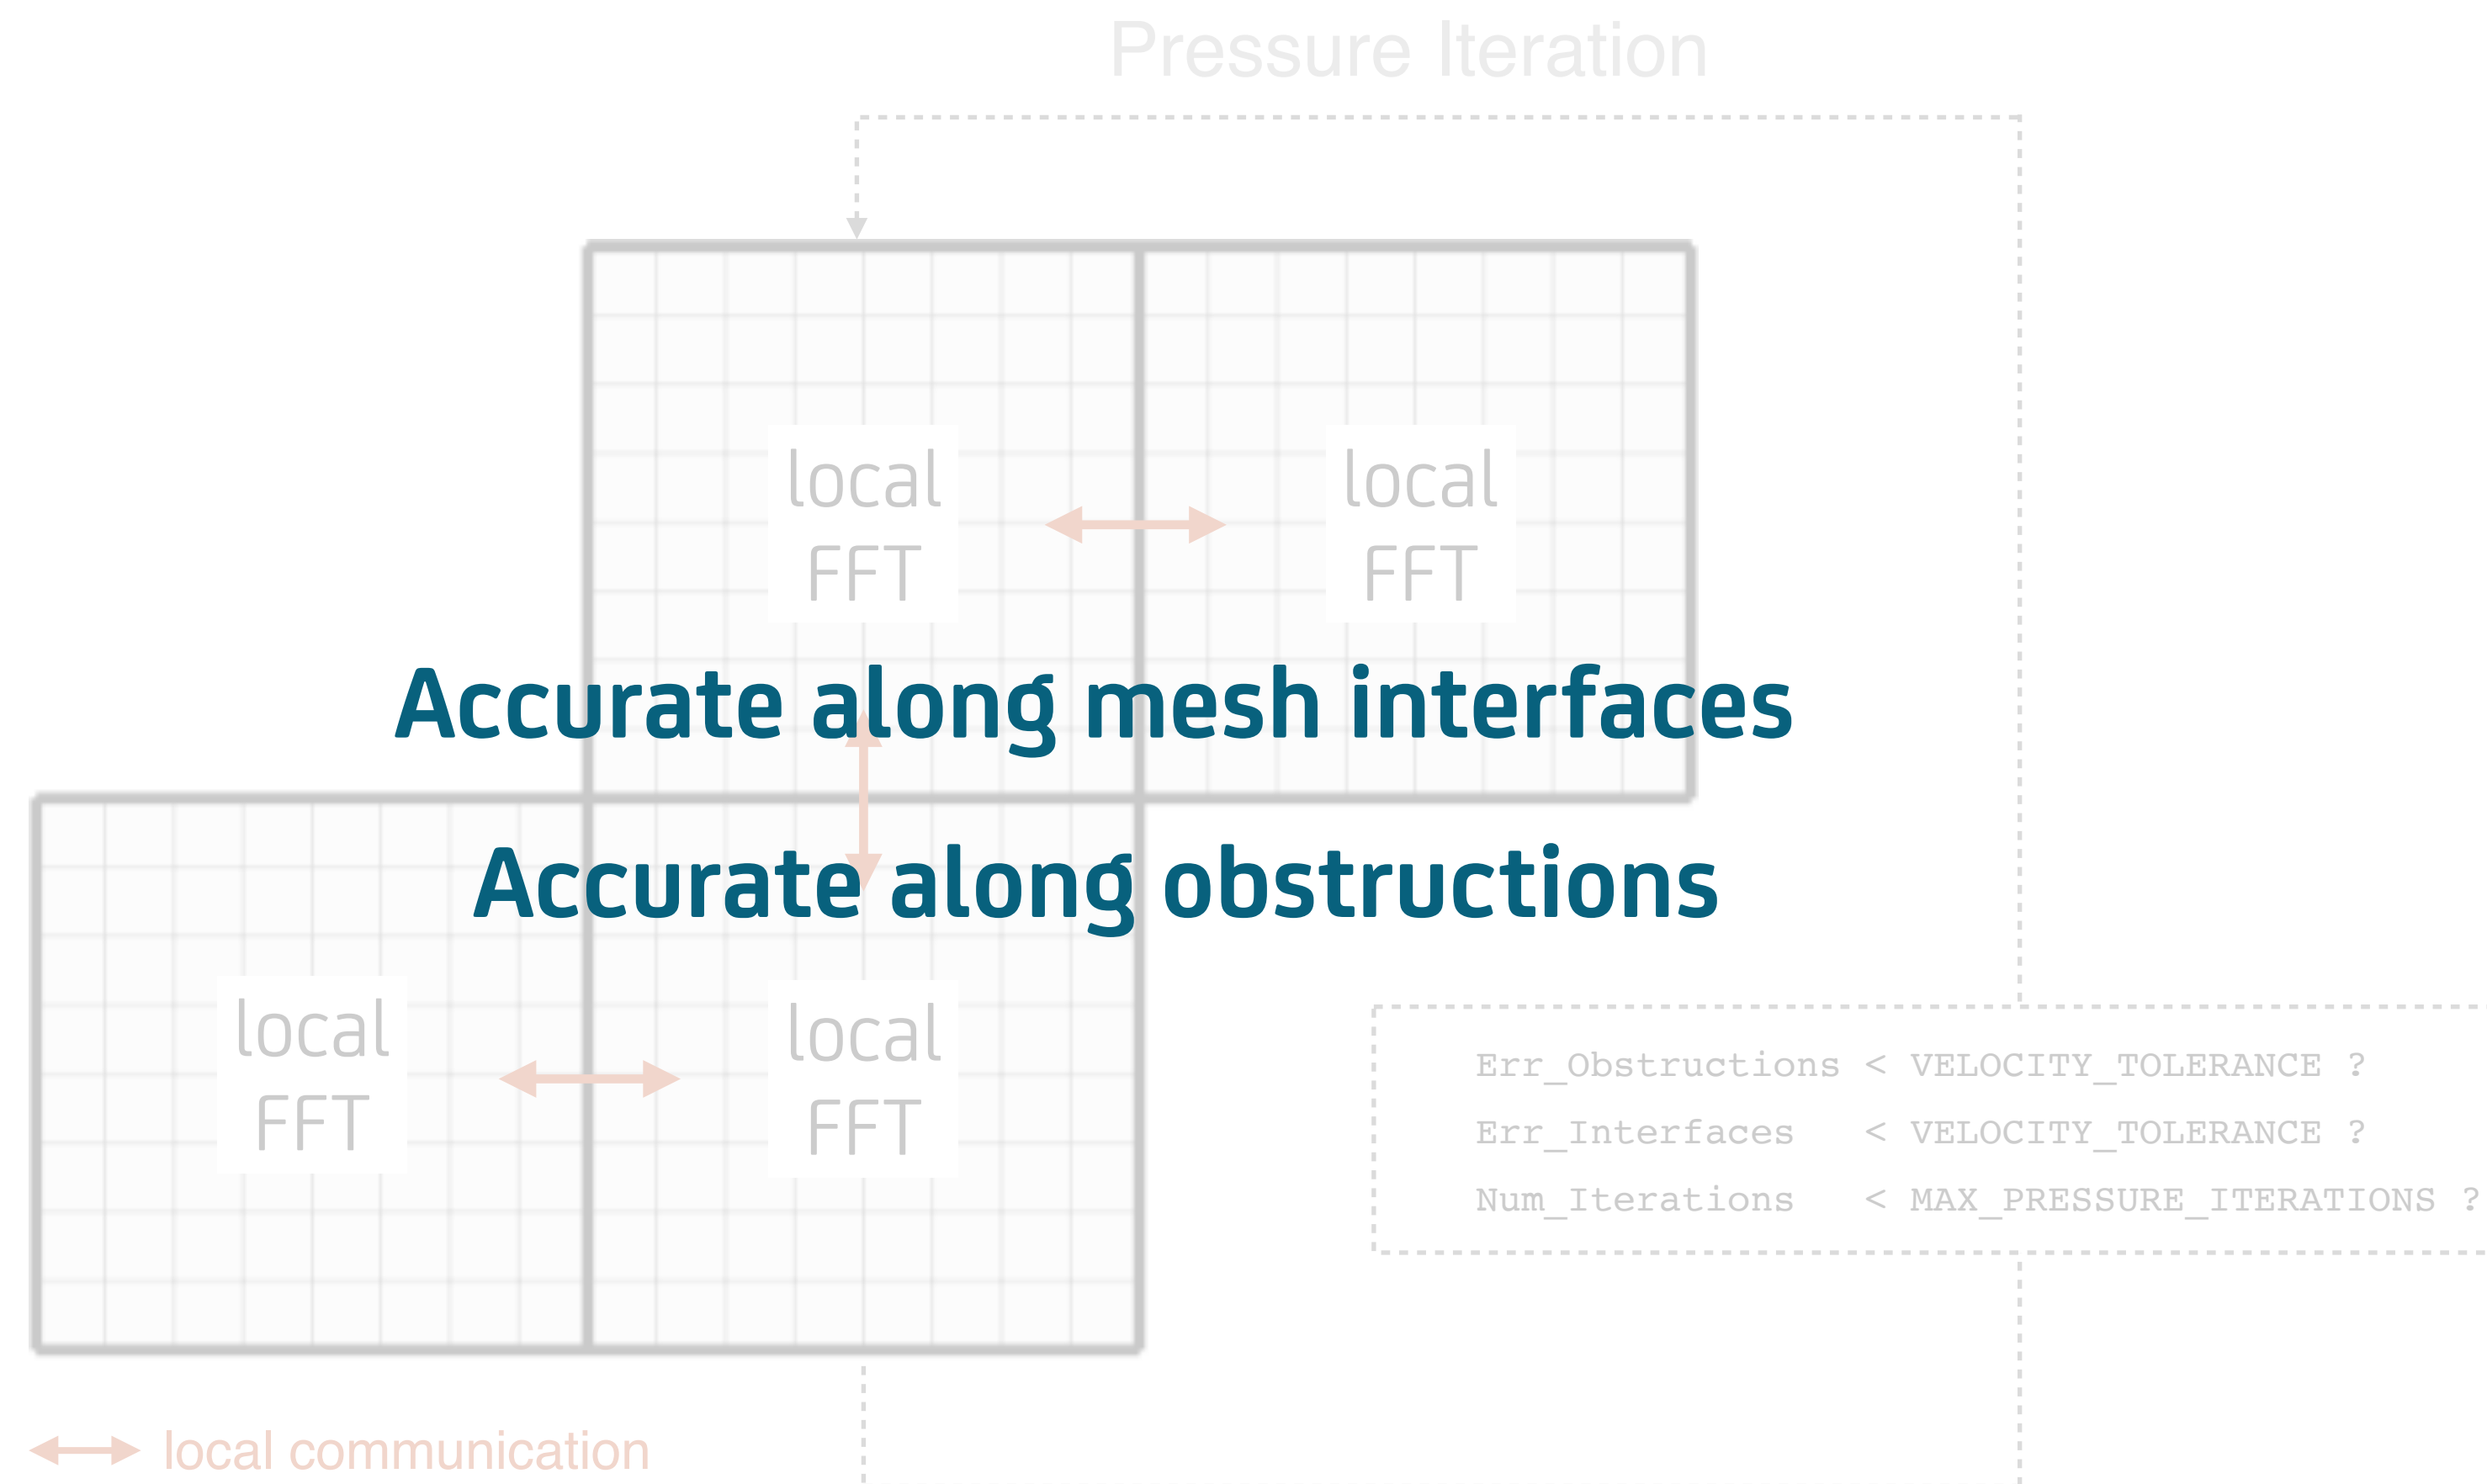 Pressure Iteration
local
FFT
local
FFT
Accurate along mesh interfaces
Accurate along obstructions
local
FFT
local
FFT
Err_Obstructions < VELOCITY_TOLERANCE ?
Err_Interfaces < VELOCITY_TOLERANCE ?
Num_Iterations < MAX_PRESSURE_ITERATIONS ?
local communication